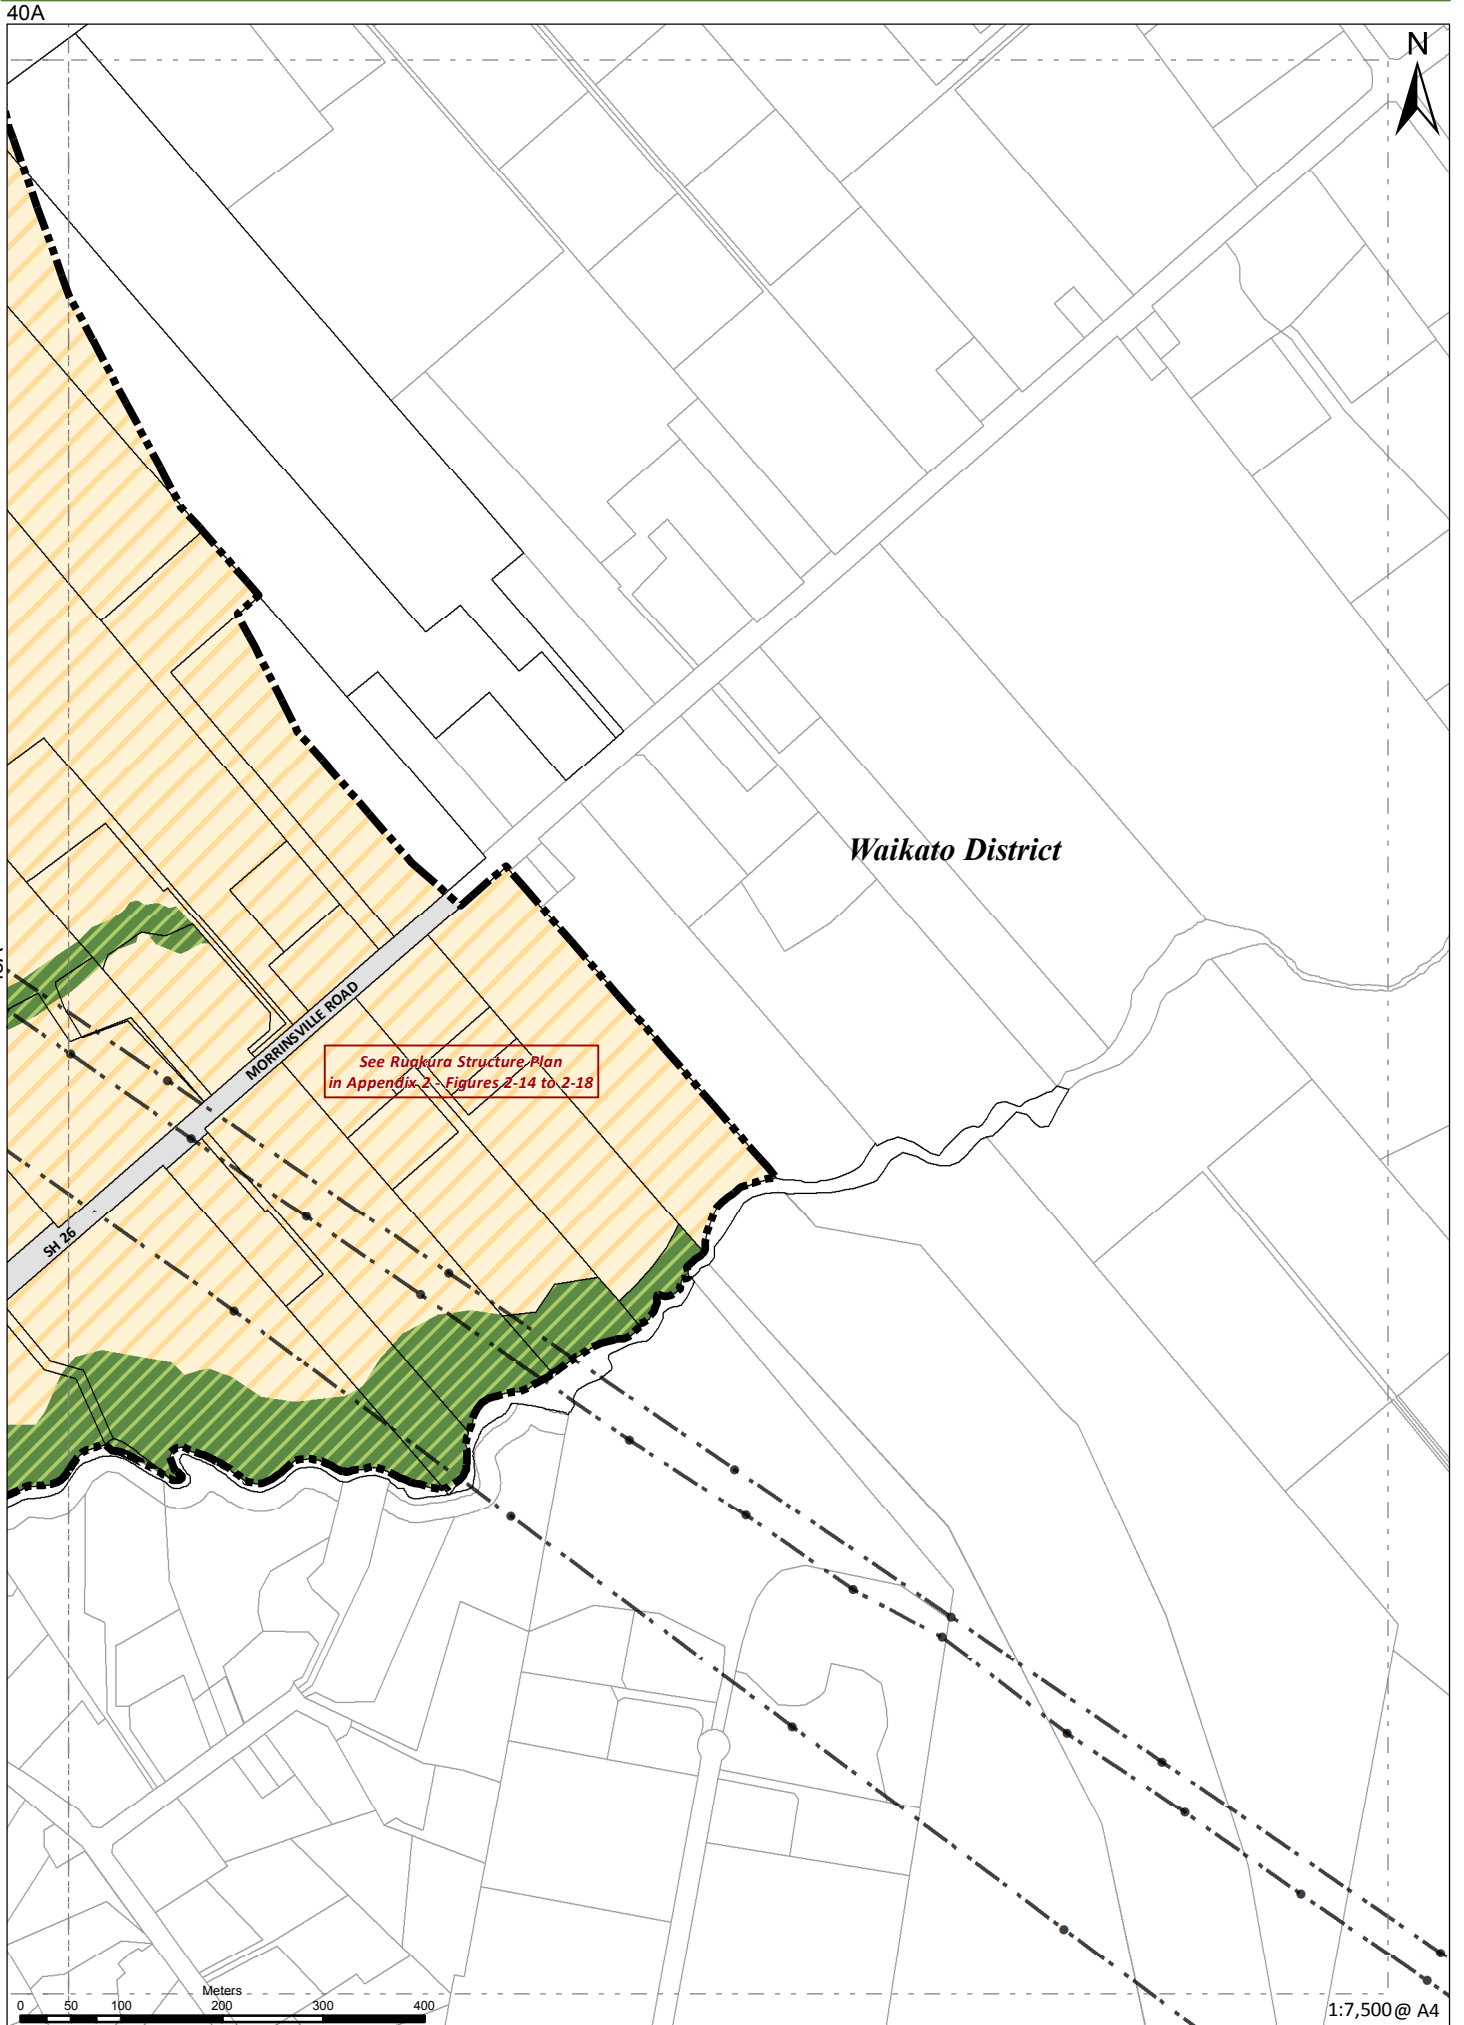 40A
N
Waikato District
MORRINSVILLE ROAD
See Ruakura Structure Plan
in Appendix 2 - Figures 2-14 to 2-18
SH 26
Meters
0 50 100 200 300 400
1:7,500 @ A4